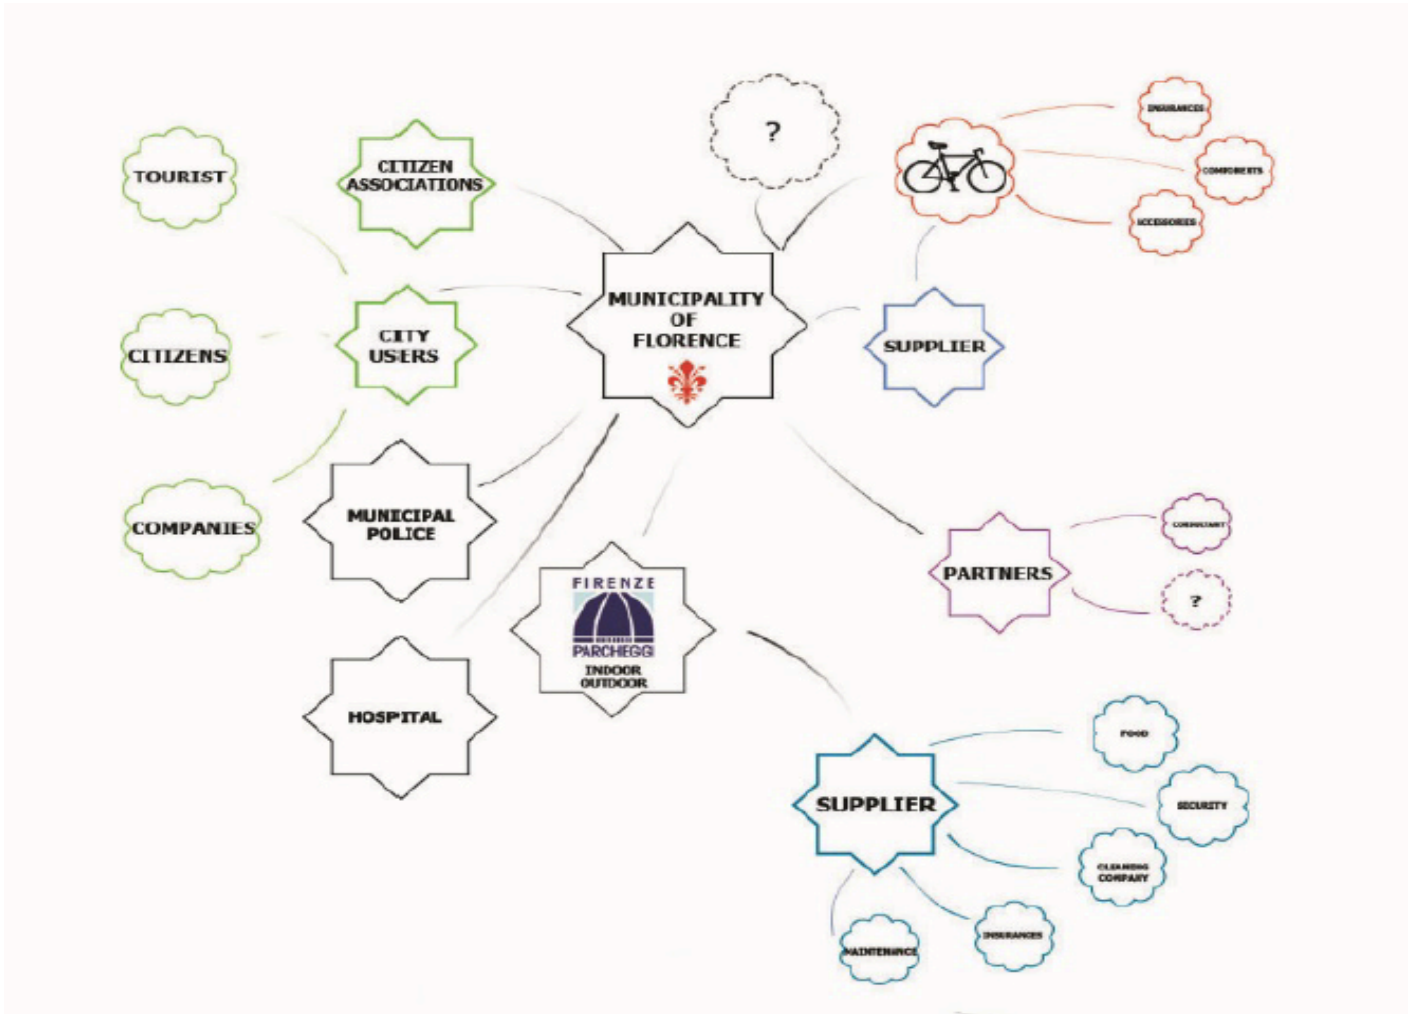 ?
INSURANCES
TOURIST
CITIZEN
ASSOCIATIONS
COMPONENTS
ACCESSORIES
MUNICIPALITY
OF
FLORENCE
CITY
USERS
SUPPLIER
CITIZENS
MUNICIPAL
POLICE
COMPANIES
CONSULTANT
PARTNERS
?
FIRENZE
PARCHEGGI
INDOOR
OUTDOOR
HOSPITAL
FOOD
SUPPLIER
SECURITY
CLEANING
COMPANY
INSURANCES
MAINTENANCE